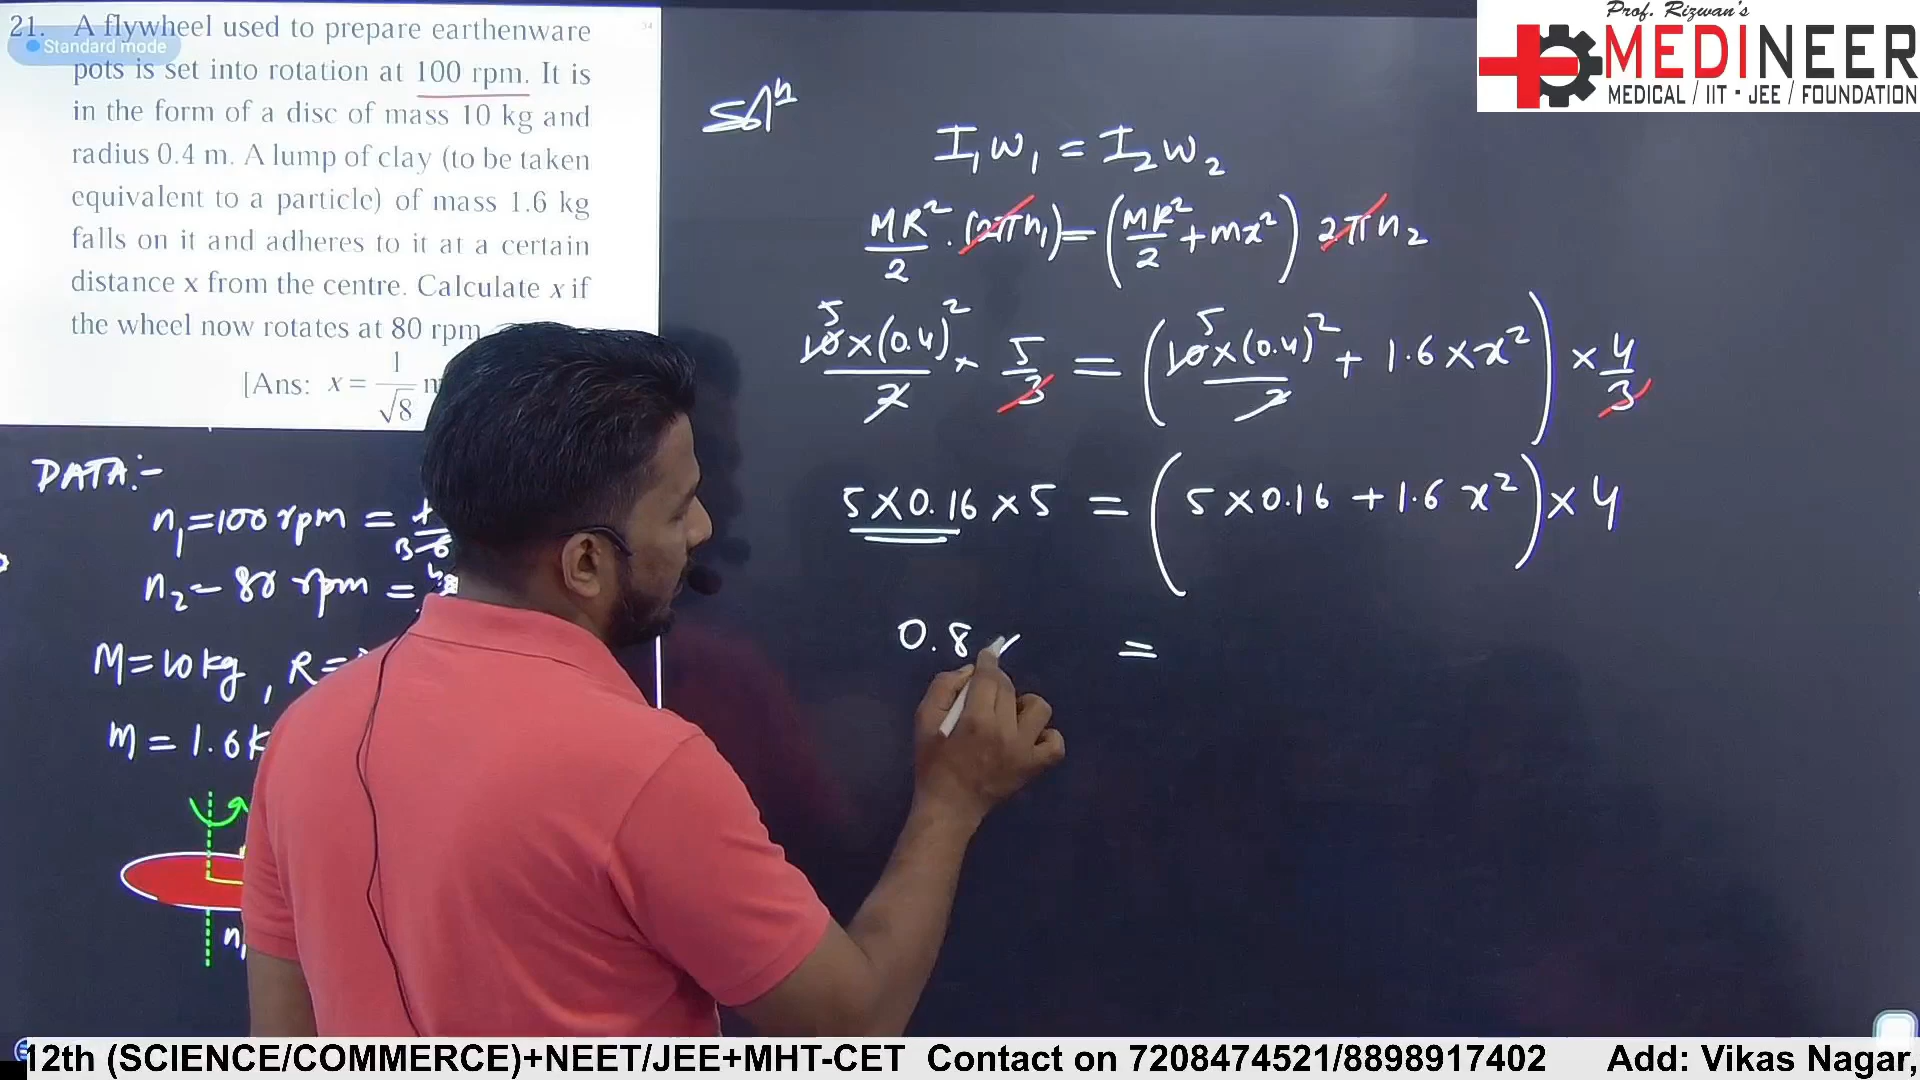 21. A flywheel used to prepare earthenware
Standard mode
pots is set into rotation at 100 rpm. It is
in the form of a disc of mass 10 kg and
radius 0.4 m. A lump of clay (to be taken
equivalent to a particle) of mass 1.6 kg
falls on it and adheres to it at a certain
distance x from the centre. Calculate x if
the wheel now rotates at 80 rpm
[Ans: x = 1/√8
DATA:-
n₁=100 rpm =
n₂= 80 rpm =
M=10kg, R=
m = 1.6k
n₁
Solⁿ
I₁w₁ = I₂w₂
MR²/2 . (2πn₁) = (MR²/2 + mx²) 2πn₂
5
10×(0.4)²/2 × 5/3 = (10×(0.4)²/2 + 1.6×x²) × 4/3
5
5×0.16×5 = (5×0.16 + 1.6 x²) × 4
0.8 =
Prof. Rizwan's
MEDINEER
MEDICAL / IIT - JEE / FOUNDATION
12th (SCIENCE/COMMERCE)+NEET/JEE+MHT-CET Contact on 7208474521/8898917402 Add: Vikas Nagar,